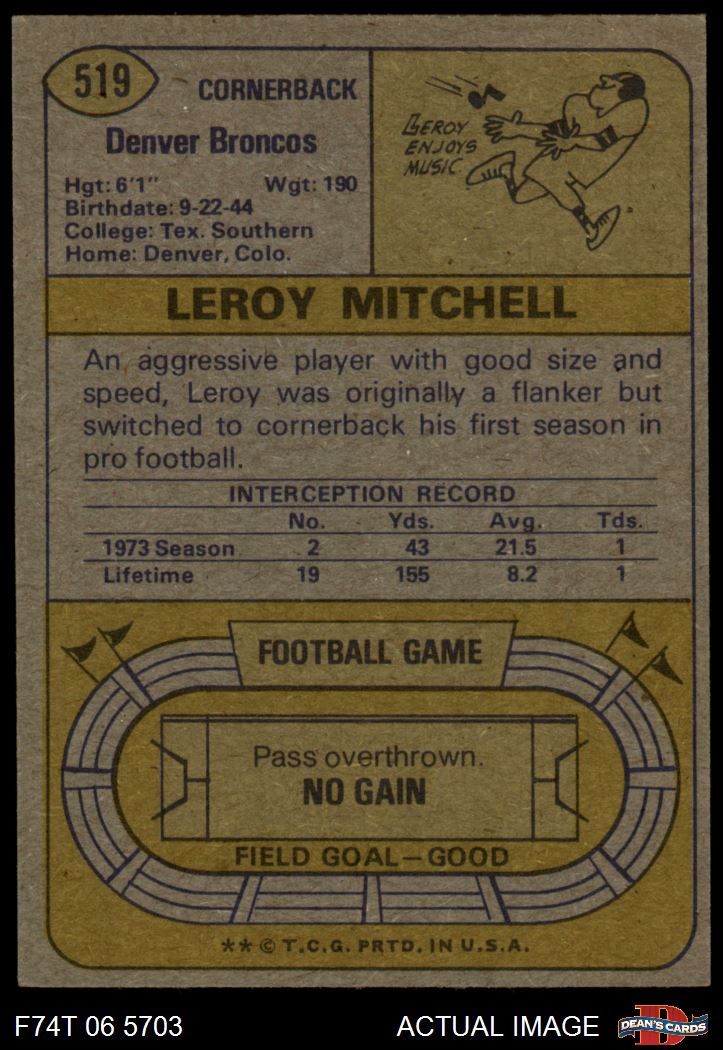 519
CORNERBACK
Denver Broncos
Hgt: 6'1" Wgt: 190
Birthdate: 9-22-44
College: Tex. Southern
Home: Denver, Colo.
LEROY
ENJOYS
MUSIC.
LEROY MITCHELL
An aggressive player with good size and
speed, Leroy was originally a flanker but
switched to cornerback his first season in
pro football.
INTERCEPTION RECORD
No. Yds. Avg. Tds.
1973 Season 2 43 21.5 1
Lifetime 19 155 8.2 1
FOOTBALL GAME
Pass overthrown.
NO GAIN
FIELD GOAL—GOOD
** © T.C.G. PRTD. IN U.S.A.
F74T 06 5703 ACTUAL IMAGE
D
DEAN'S CARDS